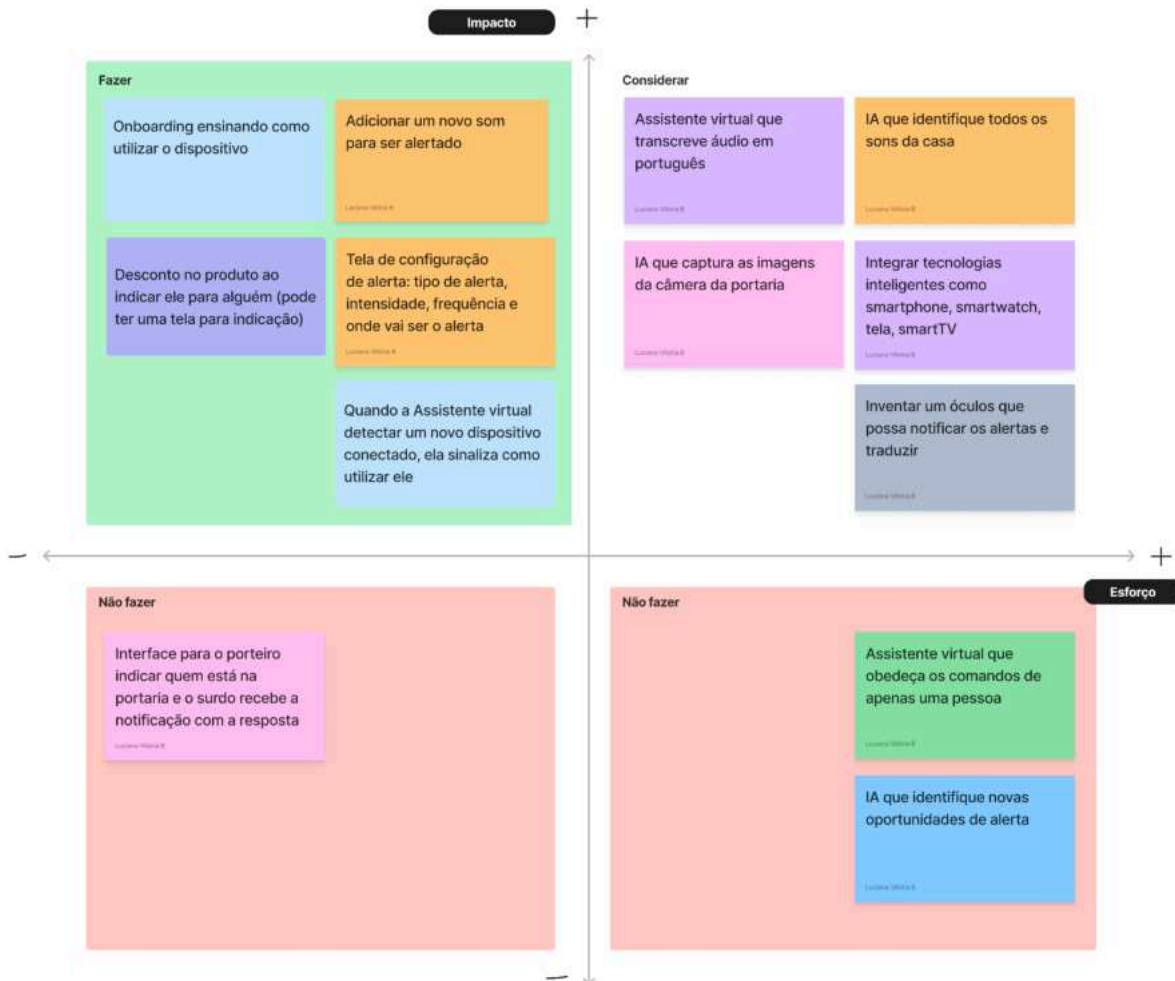 Impacto
+
Fazer
Onboarding ensinando como
utilizar o dispositivo
Adicionar um novo som
para ser alertado
Desconto no produto ao
indicar ele para alguém (pode
ter uma tela para indicação)
Tela de configuração
de alerta: tipo de alerta,
intensidade, frequência e
onde vai ser o alerta
Quando a Assistente virtual
detectar um novo dispositivo
conectado, ela sinaliza como
utilizar ele
Considerar
Assistente virtual que
transcreve áudio em
português
IA que identifique todos os
sons da casa
IA que captura as imagens
da câmera da portaria
Integrar tecnologias
inteligentes como
smartphone, smartwatch,
tela, smartTV
Inventar um óculos que
possa notificar os alertas e
traduzir
–
+
Esforço
Não fazer
Interface para o porteiro
indicar quem está na
portaria e o surdo recebe a
notificação com a resposta
Não fazer
Assistente virtual que
obedeça os comandos de
apenas uma pessoa
IA que identifique novas
oportunidades de alerta
–